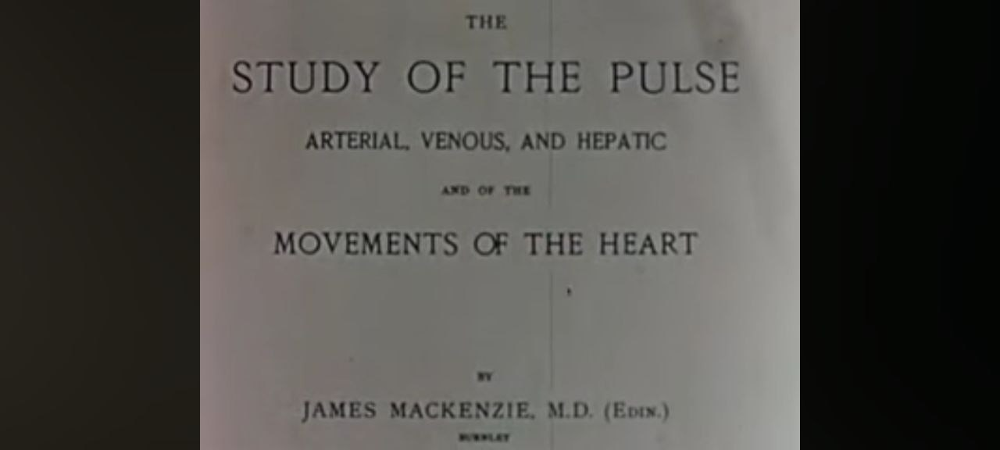 THE
STUDY OF THE PULSE
ARTERIAL, VENOUS, AND HEPATIC
AND OF THE
MOVEMENTS OF THE HEART
BY
JAMES MACKENZIE, M.D. (EDIN.)
BURNLEY